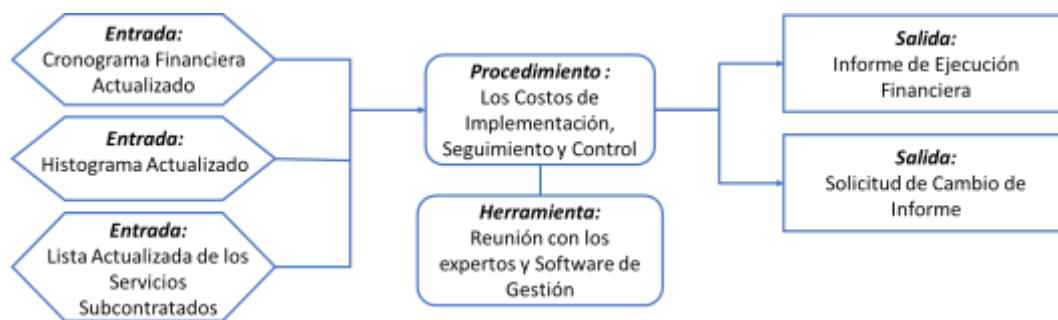 Entrada:
Cronograma Financiera
Actualizado
Entrada:
Histograma Actualizado
Entrada:
Lista Actualizada de los
Servicios
Subcontratados
Procedimiento :
Los Costos de
Implementación,
Seguimiento y Control
Herramienta:
Reunión con los
expertos y Software de
Gestión
Salida:
Informe de Ejecución
Financiera
Salida:
Solicitud de Cambio de
Informe